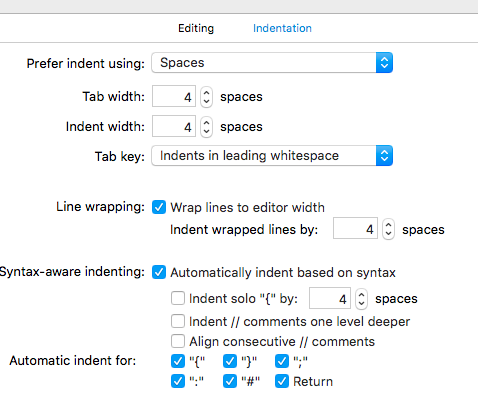 Editing Indentation
Prefer indent using: Spaces
Tab width: 4 spaces
Indent width: 4 spaces
Tab key: Indents in leading whitespace
Line wrapping: Wrap lines to editor width
Indent wrapped lines by: 4 spaces
Syntax-aware indenting: Automatically indent based on syntax
Indent solo "{" by: 4 spaces
Indent // comments one level deeper
Align consecutive // comments
Automatic indent for: "{" "}" ";"
":" "#" Return